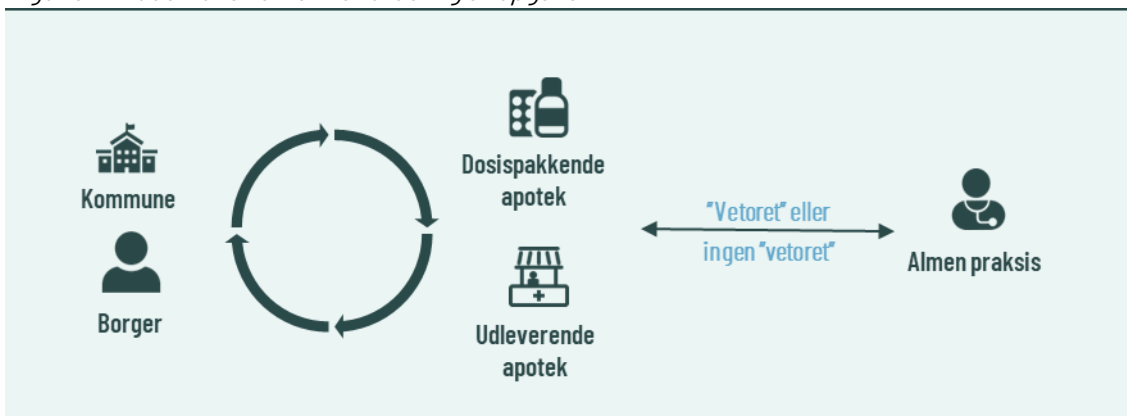 Kommune
Borger
Dosispakkende
apotek
Udleverende
apotek
"Vetoret" eller
ingen "vetoret"
Almen praksis